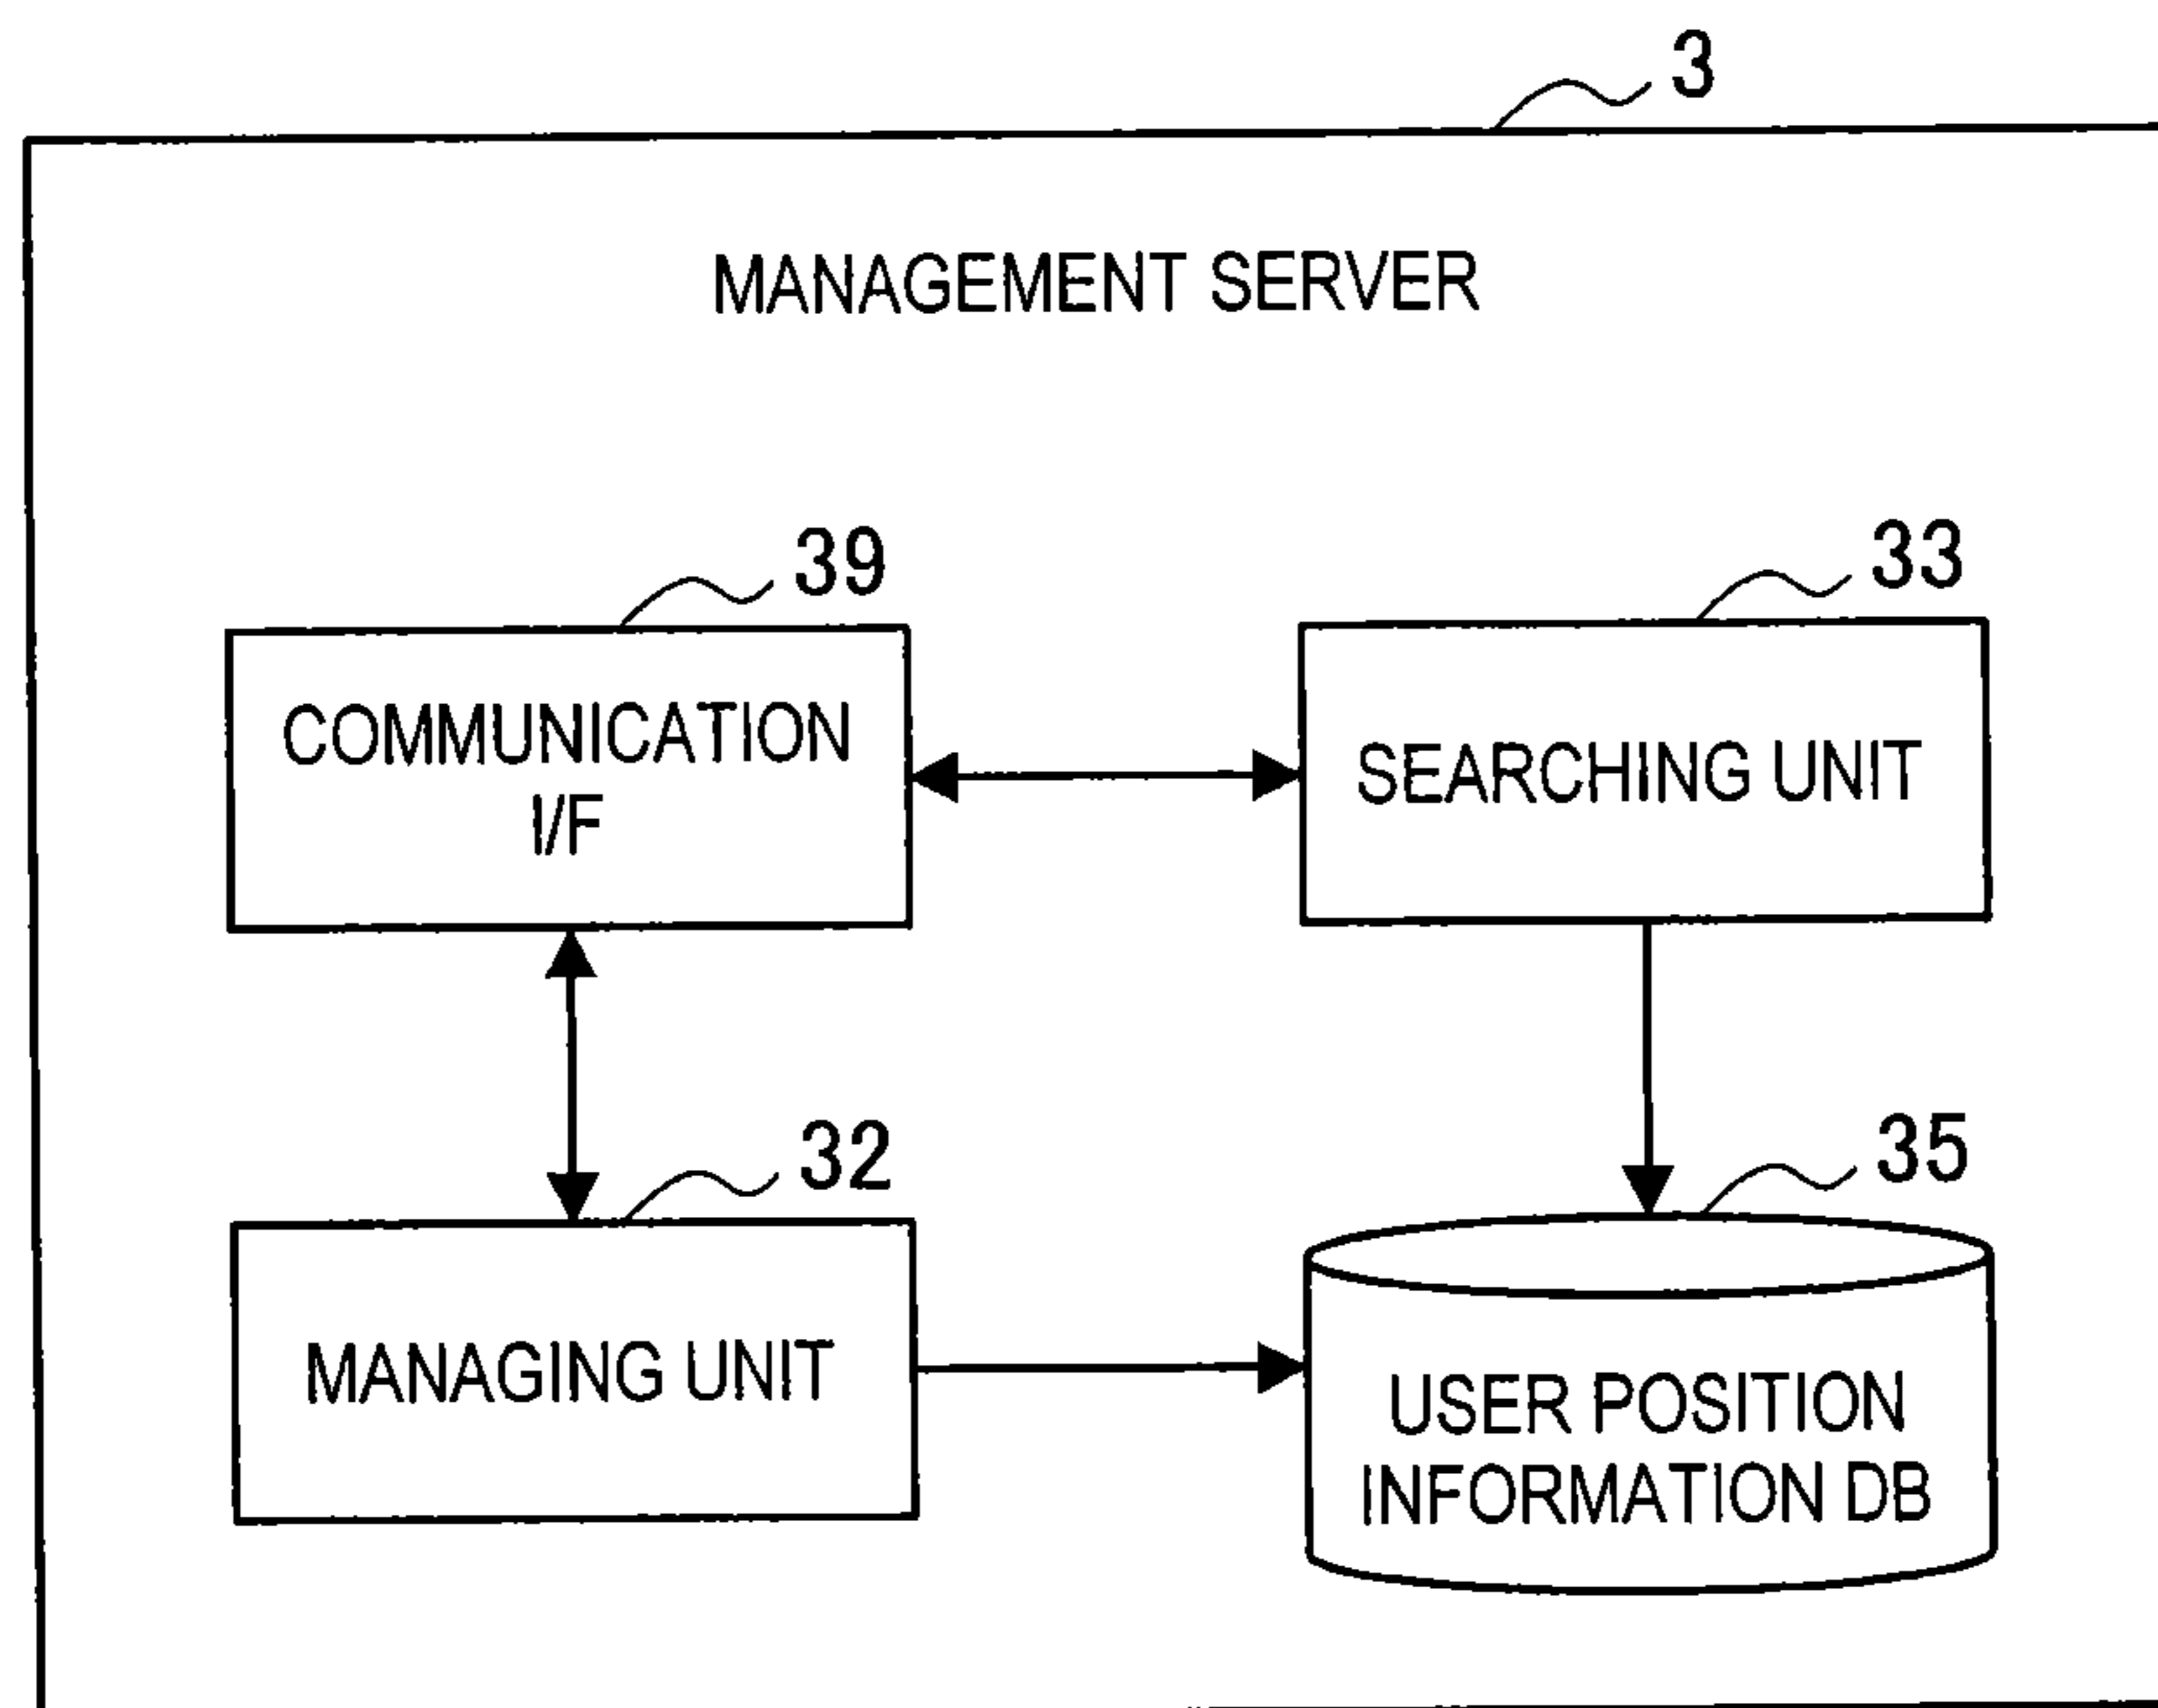 3
MANAGEMENT SERVER
39
33
COMMUNICATION
I/F
SEARCHING UNIT
32
35
MANAGING UNIT
USER POSITION
INFORMATION DB